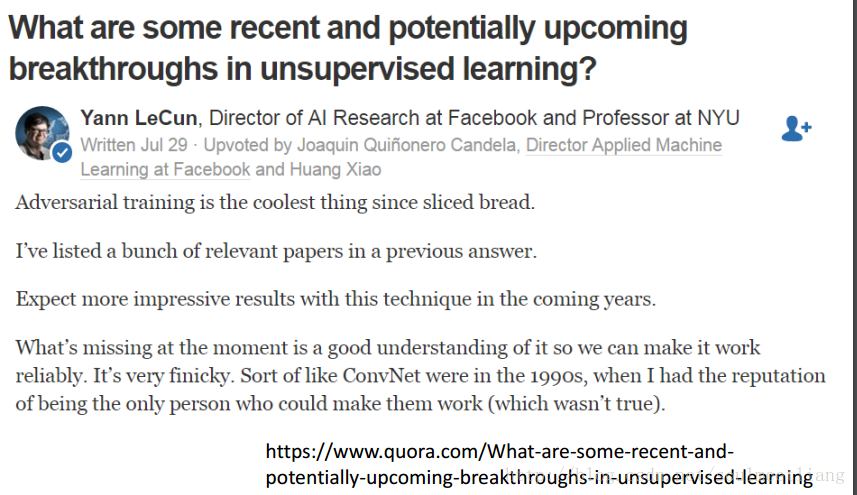 What are some recent and potentially upcoming
breakthroughs in unsupervised learning?
Yann LeCun, Director of AI Research at Facebook and Professor at NYU
Written Jul 29 · Upvoted by Joaquin Quiñonero Candela, Director Applied Machine
Learning at Facebook and Huang Xiao
Adversarial training is the coolest thing since sliced bread.
I've listed a bunch of relevant papers in a previous answer.
Expect more impressive results with this technique in the coming years.
What's missing at the moment is a good understanding of it so we can make it work
reliably. It's very finicky. Sort of like ConvNet were in the 1990s, when I had the reputation
of being the only person who could make them work (which wasn't true).
https://www.quora.com/What-are-some-recent-and-
potentially-upcoming-breakthroughs-in-unsupervised-learning